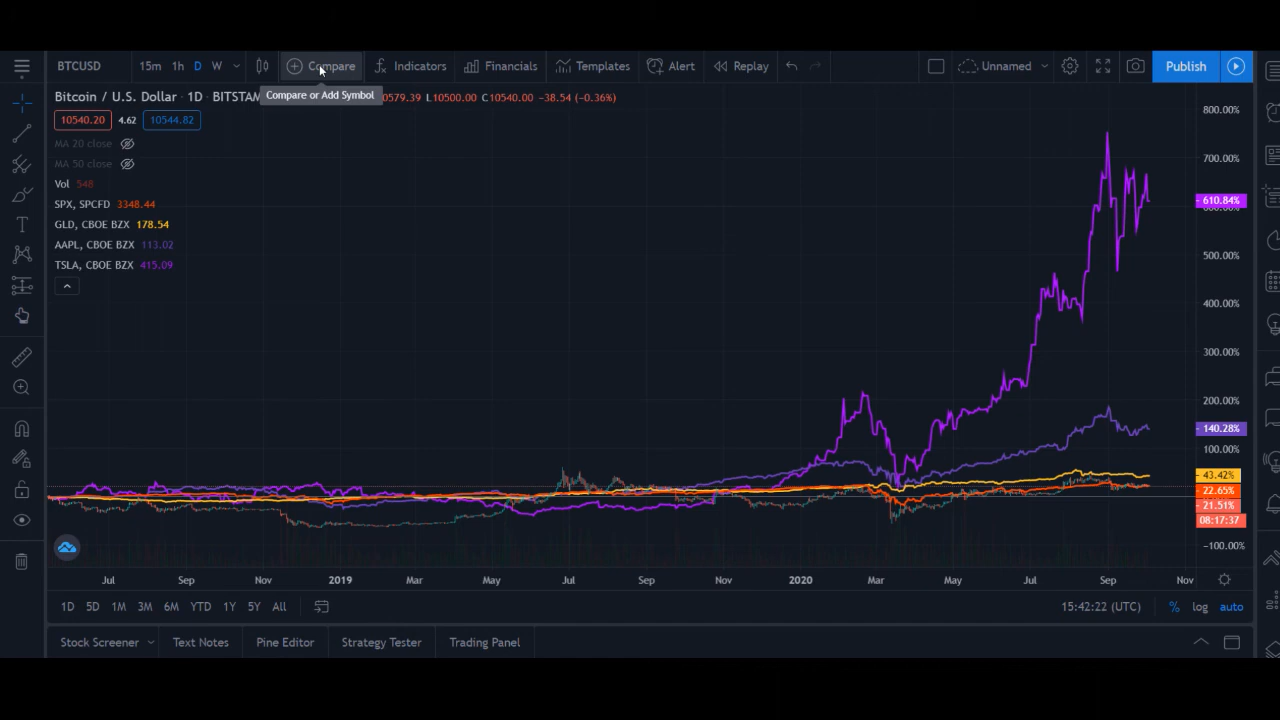 BTCUSD 15m 1h D W Compare Indicators Financials Templates Alert Replay Unnamed Publish
Bitcoin / U.S. Dollar · 1D · BITSTAM 0579.39 L10500.00 C10540.00 −38.54 (−0.36%)
Compare or Add Symbol
10540.20 4.62 10544.82
MA 20 close
MA 50 close
Vol 548
SPX, SPCFD 3348.44
GLD, CBOE BZX 178.54
AAPL, CBOE BZX 113.02
TSLA, CBOE BZX 415.09
800.00%
700.00%
610.84%
500.00%
400.00%
300.00%
200.00%
140.28%
100.00%
43.42%
22.65%
21.51%
08:17:37
−100.00%
Jul Sep Nov 2019 Mar May Jul Sep Nov 2020 Mar May Jul Sep Nov
1D 5D 1M 3M 6M YTD 1Y 5Y All 15:42:22 (UTC) % log auto
Stock Screener Text Notes Pine Editor Strategy Tester Trading Panel